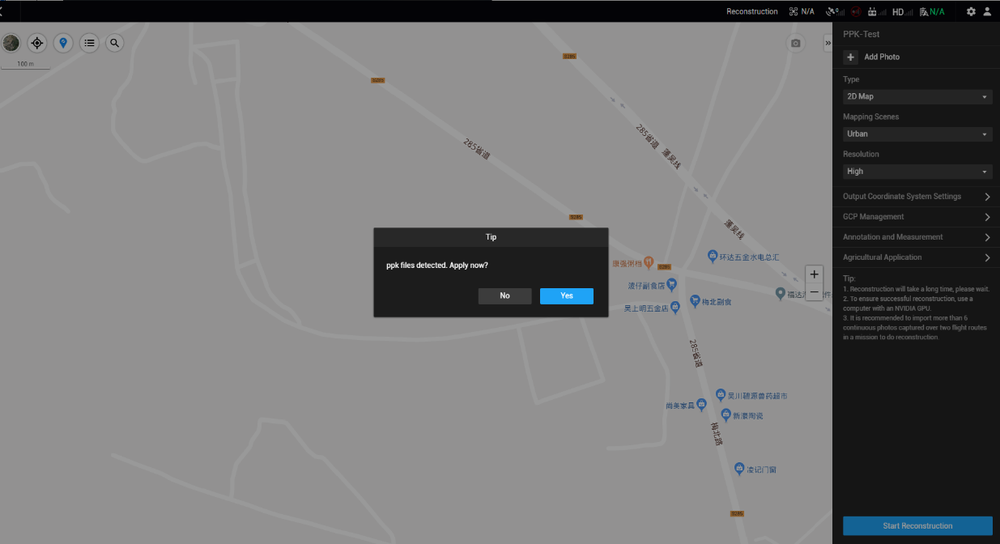 Reconstruction N/A 0 HD N/A
100 m
S285
S285
285省道
285省道
蓬吴线
S285
蓬吴线
康强粥档
S285
环达五金水电总汇
波仔副食店
梅北副食
吴上明五金店
285省道
尚美家具
吴川碧源兽药超市
新濠陶瓷
梅北路
凌记门窗
S285
Tip
ppk files detected. Apply now?
No
Yes
PPK-Test
Add Photo
Type
2D Map
Mapping Scenes
Urban
Resolution
High
Output Coordinate System Settings
GCP Management
Annotation and Measurement
Agricultural Application
Tip:
1. Reconstruction will take a long time, please wait.
2. To ensure successful reconstruction, use a
computer with an NVIDIA GPU.
3. It is recommended to import more than 5
continuous photos captured over two flight routes
in a mission to do reconstruction.
Start Reconstruction